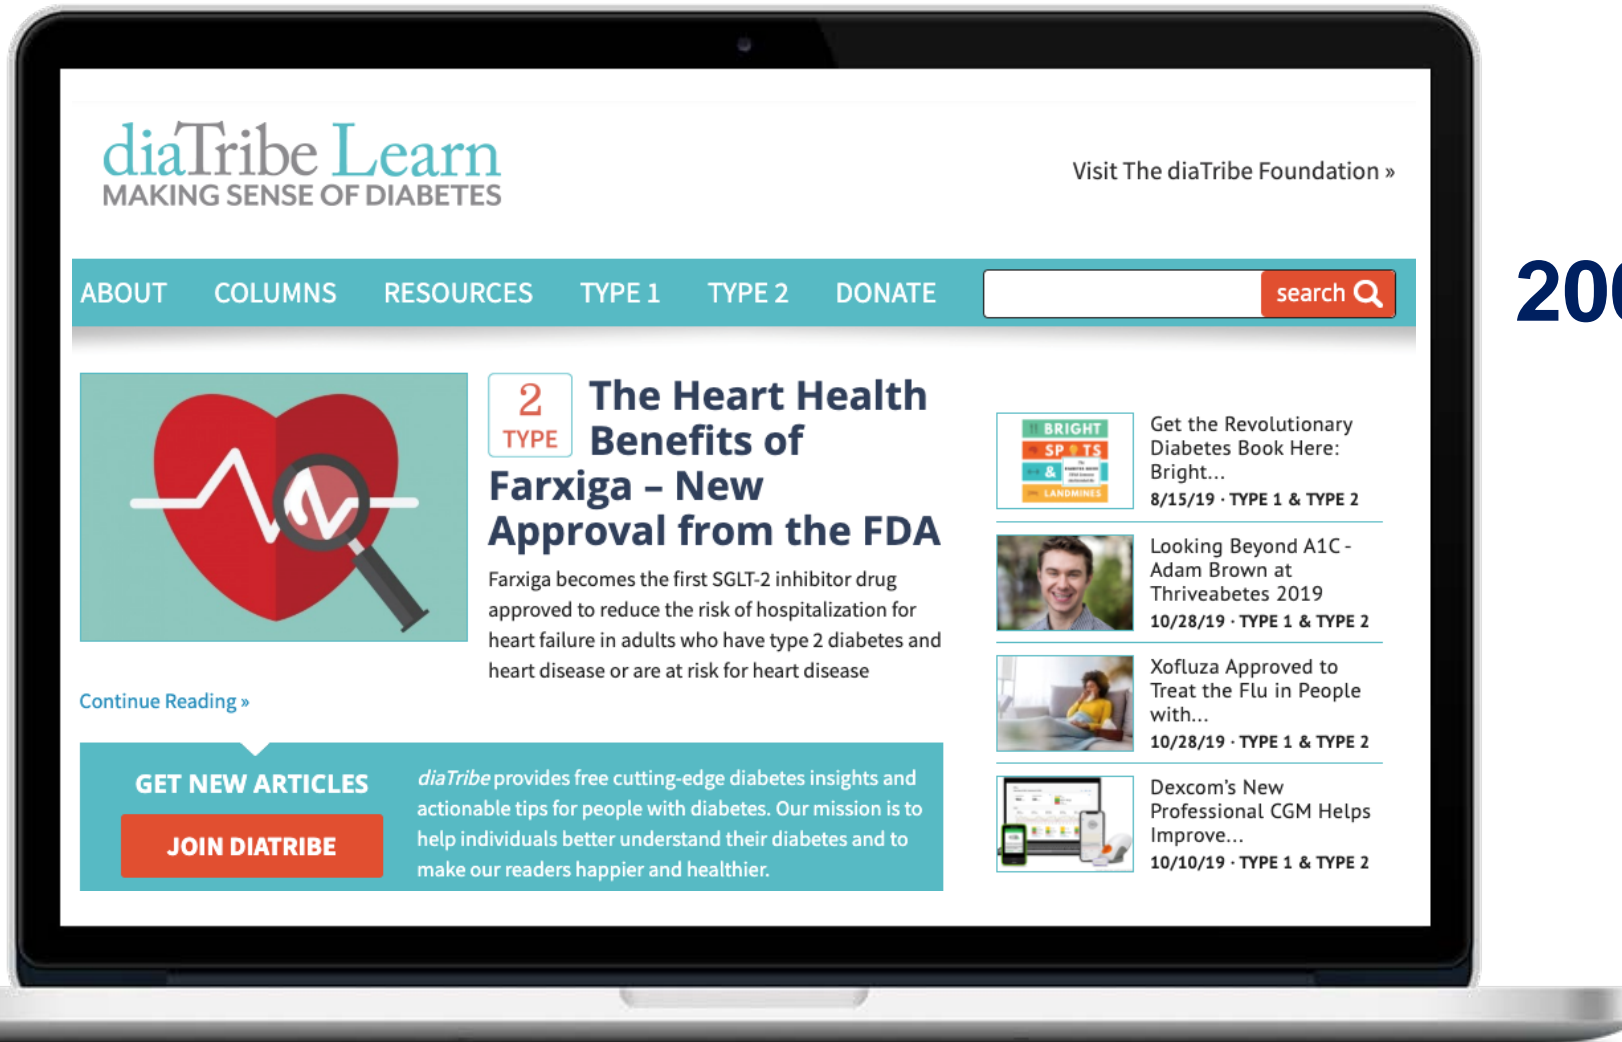 diaTribe Learn
MAKING SENSE OF DIABETES
Visit The diaTribe Foundation »
ABOUT COLUMNS RESOURCES TYPE 1 TYPE 2 DONATE
search
2
TYPE
The Heart Health
Benefits of
Farxiga – New
Approval from the FDA
Farxiga becomes the first SGLT-2 inhibitor drug
approved to reduce the risk of hospitalization for
heart failure in adults who have type 2 diabetes and
heart disease or are at risk for heart disease
Continue Reading »
GET NEW ARTICLES
JOIN DIATRIBE
diaTribe provides free cutting-edge diabetes insights and
actionable tips for people with diabetes. Our mission is to
help individuals better understand their diabetes and to
make our readers happier and healthier.
BRIGHT
SP TS
&
LANDMINES
Get the Revolutionary
Diabetes Book Here:
Bright...
8/15/19 · TYPE 1 & TYPE 2
Looking Beyond A1C -
Adam Brown at
Thriveabetes 2019
10/28/19 · TYPE 1 & TYPE 2
Xofluza Approved to
Treat the Flu in People
with...
10/28/19 · TYPE 1 & TYPE 2
Dexcom's New
Professional CGM Helps
Improve...
10/10/19 · TYPE 1 & TYPE 2